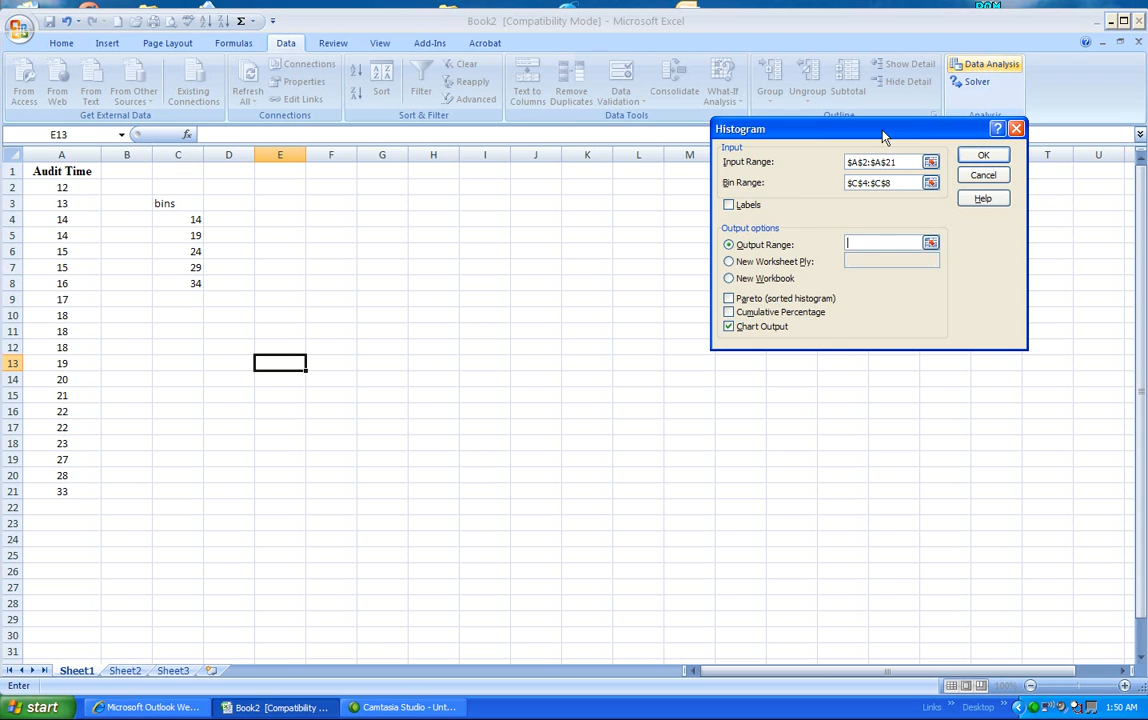 ROM
Book2 [Compatibility Mode] - Microsoft Excel
Home Insert Page Layout Formulas Data Review View Add-Ins Acrobat
From Access From Web From Text From Other Sources Existing Connections Refresh All Connections Properties Edit Links Sort Filter Clear Reapply Advanced Text to Columns Remove Duplicates Data Validation Consolidate What-If Analysis Group Ungroup Subtotal Show Detail Hide Detail Data Analysis Solver
Get External Data Connections Sort & Filter Data Tools Outline Analysis
E13 fx
A B C D E F G H I J K L M T U V
1 Audit Time
2 12
3 13 bins
4 14 14
5 14 19
6 15 24
7 15 29
8 16 34
9 17
10 18
11 18
12 18
13 19
14 20
15 21
16 22
17 22
18 23
19 27
20 28
21 33
22
23
24
25
26
27
28
29
30
31
Histogram
Input
Input Range: $A$2:$A$21 OK
Bin Range: $C$4:$C$8 Cancel
Labels Help
Output options
Output Range:
New Worksheet Ply:
New Workbook
Pareto (sorted histogram)
Cumulative Percentage
Chart Output
Sheet1 Sheet2 Sheet3
Enter 100%
start Microsoft Outlook We... Book2 [Compatibility ... Camtasia Studio - Unt... Links Desktop 1:50 AM